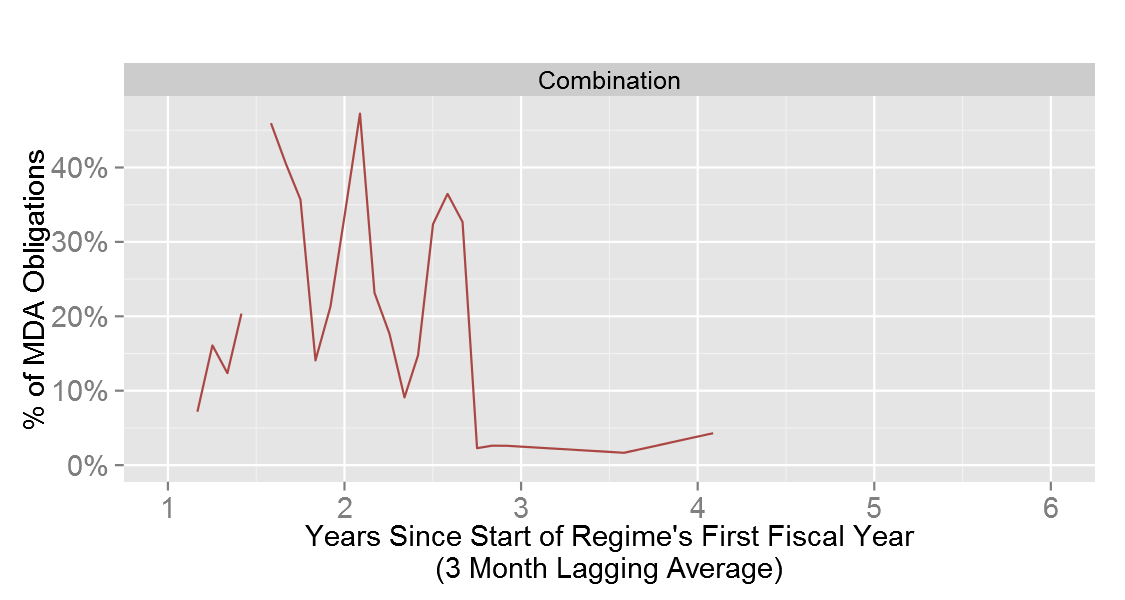 Combination
% of MDA Obligations
40%
30%
20%
10%
0%
1 2 3 4 5 6
Years Since Start of Regime's First Fiscal Year
(3 Month Lagging Average)